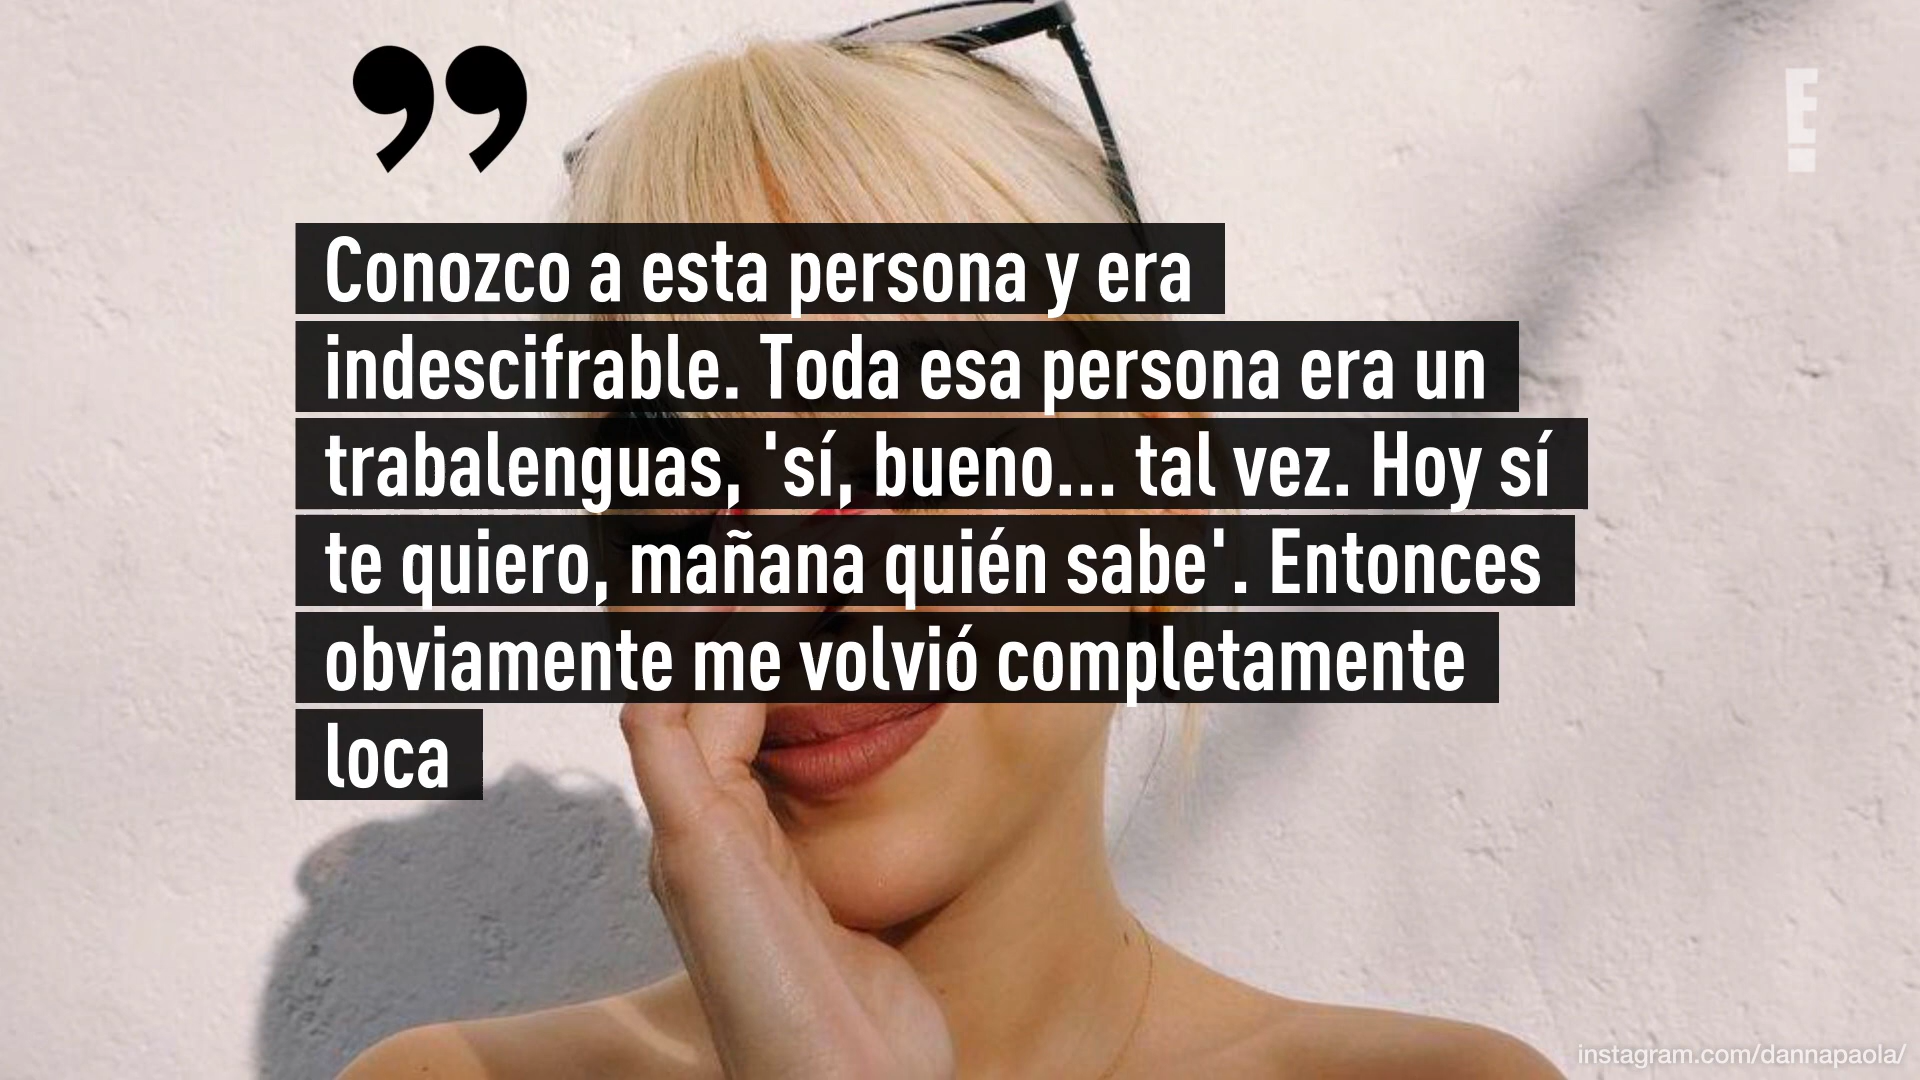 ”
E!
Conozco a esta persona y era
indescifrable. Toda esa persona era un
trabalenguas, 'sí, bueno... tal vez. Hoy sí
te quiero, mañana quién sabe'. Entonces
obviamente me volvió completamente
loca
instagram.com/dannapaola/